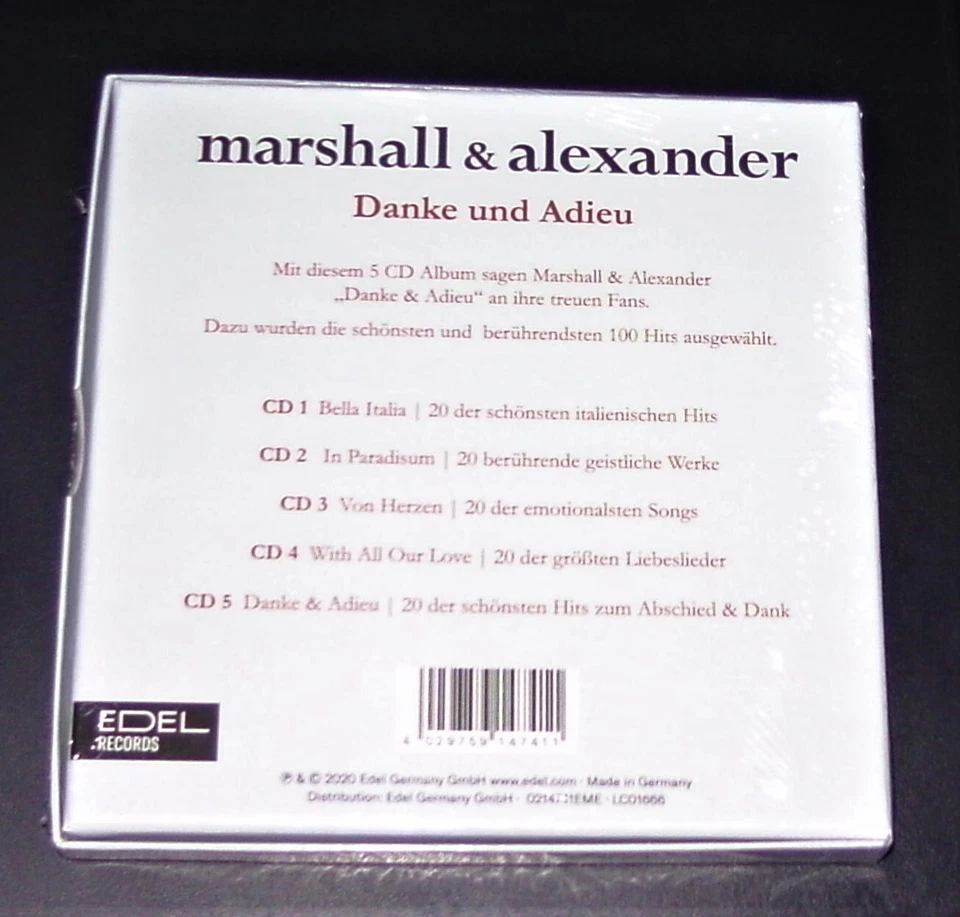 marshall & alexander
Danke und Adieu
Mit diesem 5 CD Album sagen Marshall & Alexander
„Danke & Adieu“ an ihre treuen Fans.
Dazu wurden die schönsten und berührendsten 100 Hits ausgewählt.
CD 1 Bella Italia | 20 der schönsten italienischen Hits
CD 2 In Paradisum | 20 berührende geistliche Werke
CD 3 Von Herzen | 20 der emotionalsten Songs
CD 4 With All Our Love | 20 der größten Liebeslieder
CD 5 Danke & Adieu | 20 der schönsten Hits zum Abschied & Dank
EDEL
RECORDS
4 029759 147411
℗ & © 2020 Edel Germany GmbH www.edel.com · Made in Germany
Distribution: Edel Germany GmbH · LC01666